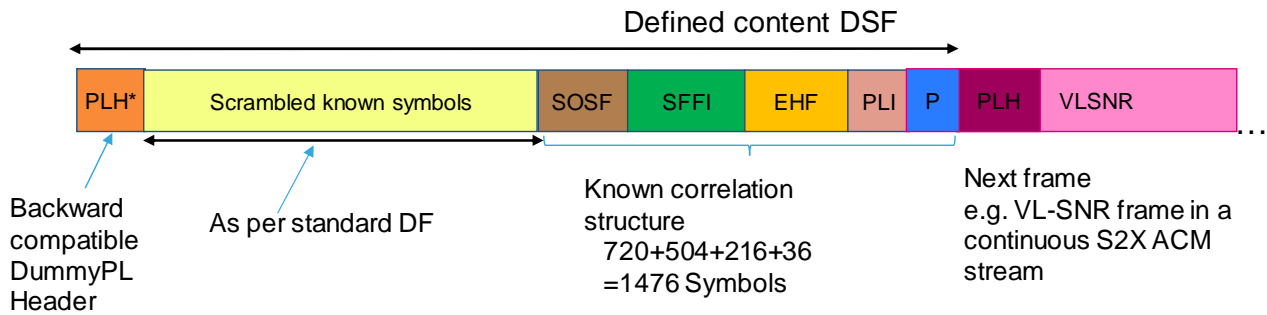 Defined content DSF
PLH* Scrambled known symbols SOSF SFFI EHF PLI P PLH VLSNR
...
Backward
compatible
DummyPL
Header
As per standard DF
Known correlation
structure
720+504+216+36
=1476 Symbols
Next frame
e.g. VL-SNR frame in a
continuous S2X ACM
stream